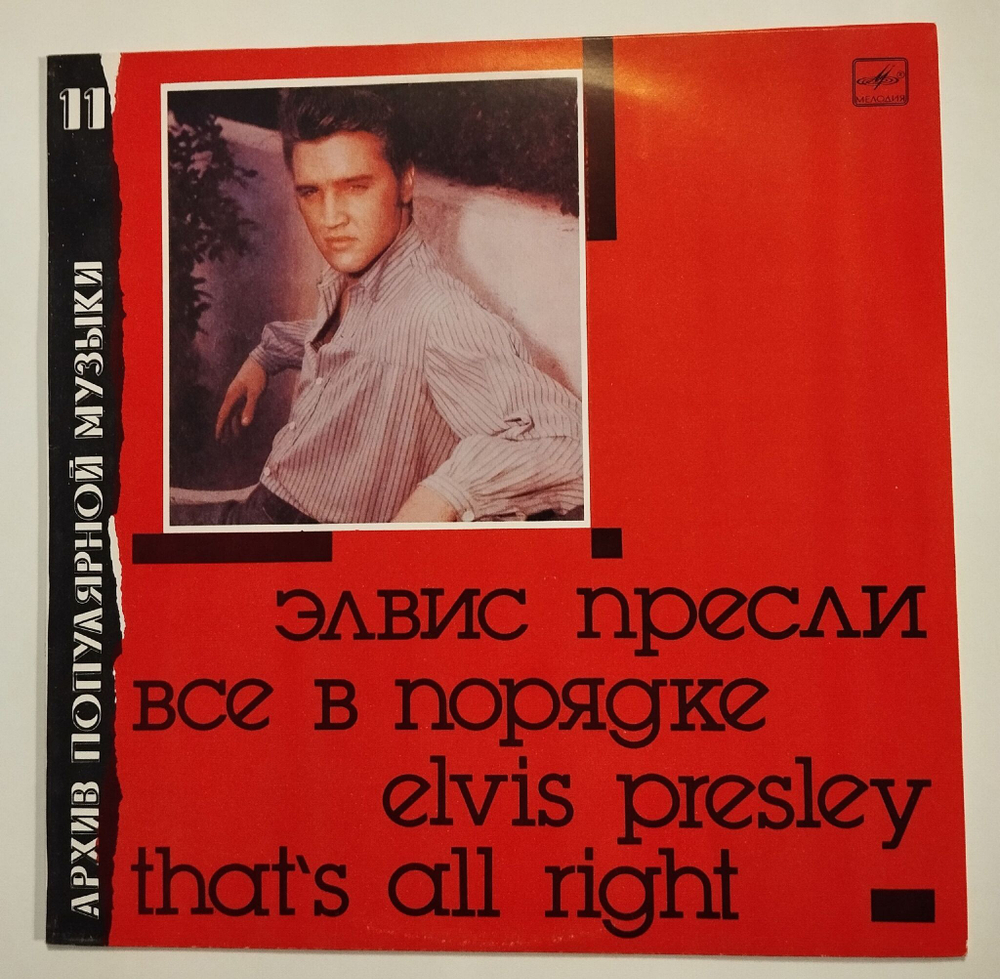 11
АРХИВ ПОПУЛЯРНОЙ МУЗЫКИ
МЕЛОДИЯ
элвис пресли
все в порядке
elvis presley
that's all right